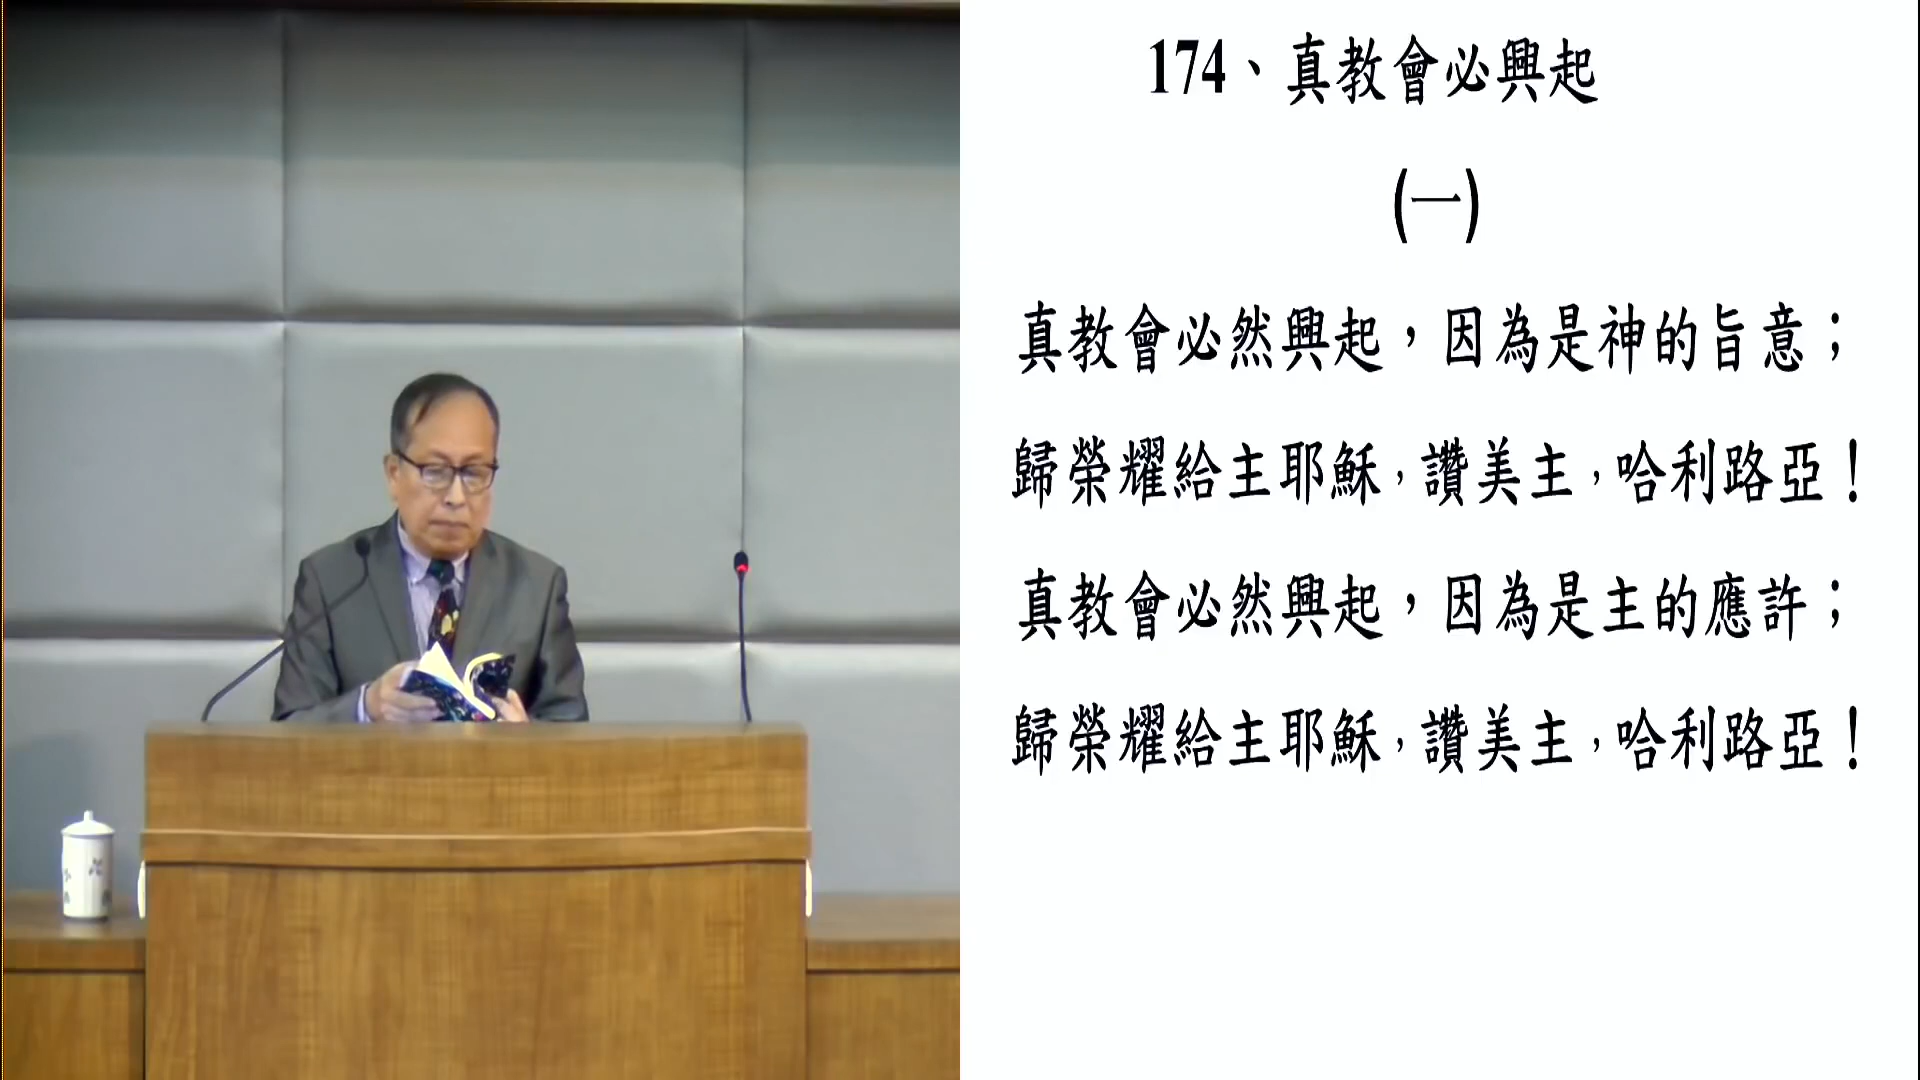 174、真教會必興起
(一)
真教會必然興起，因為是神的旨意；
歸榮耀給主耶穌，讚美主，哈利路亞！
真教會必然興起，因為是主的應許；
歸榮耀給主耶穌，讚美主，哈利路亞！